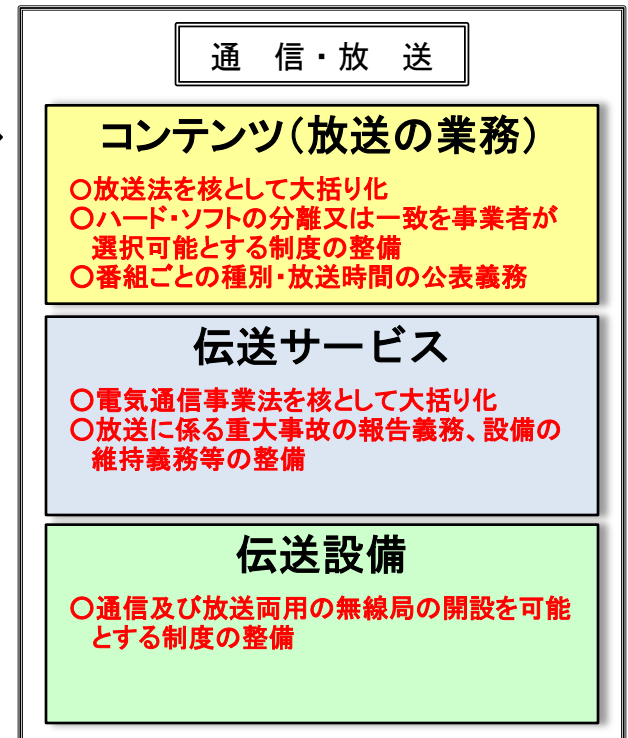 通　信・放　送
コンテンツ（放送の業務）
○放送法を核として大括り化
○ハード・ソフトの分離又は一致を事業者が
選択可能とする制度の整備
○番組ごとの種別・放送時間の公表義務
伝送サービス
○電気通信事業法を核として大括り化
○放送に係る重大事故の報告義務、設備の
維持義務等の整備
伝送設備
○通信及び放送両用の無線局の開設を可能
とする制度の整備